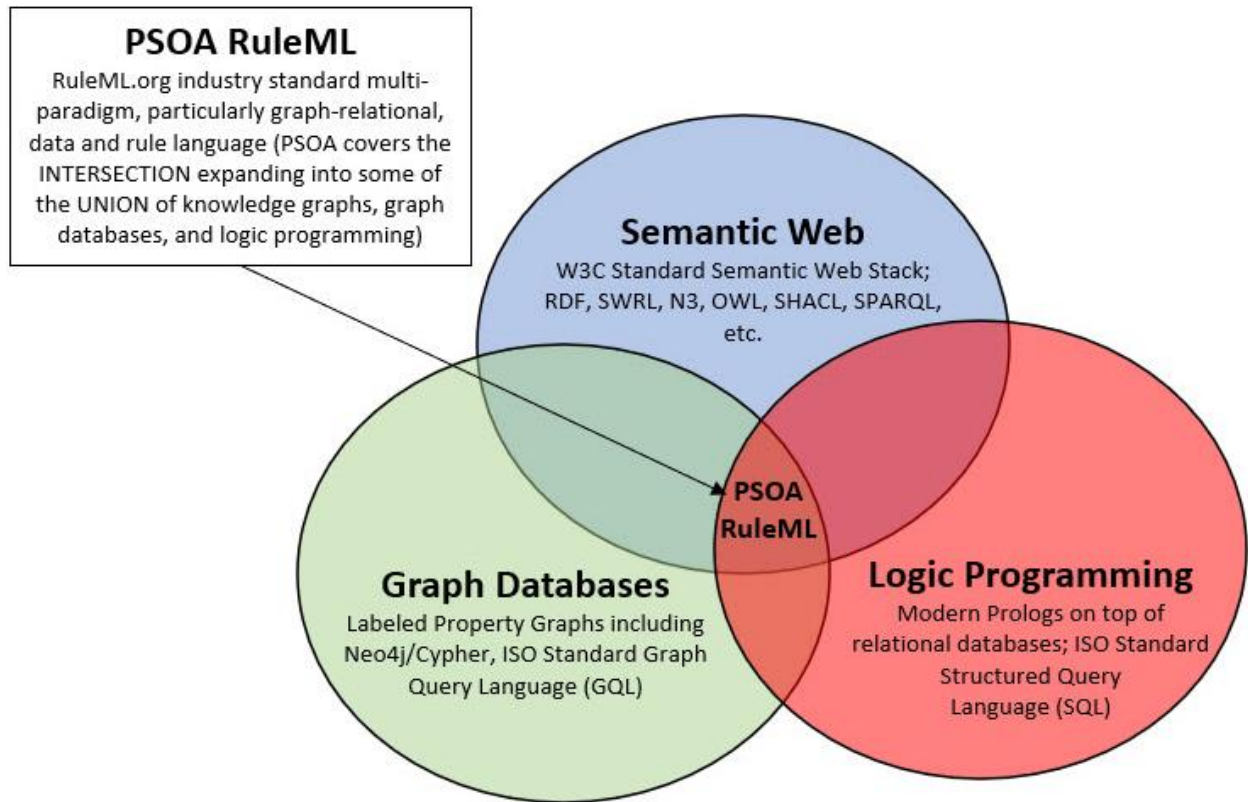 PSOA RuleML
RuleML.org industry standard multi-
paradigm, particularly graph-relational,
data and rule language (PSOA covers the
INTERSECTION expanding into some of
the UNION of knowledge graphs, graph
databases, and logic programming)
Semantic Web
W3C Standard Semantic Web Stack;
RDF, SWRL, N3, OWL, SHACL, SPARQL,
etc.
PSOA
RuleML
Graph Databases
Labeled Property Graphs including
Neo4j/Cypher, ISO Standard Graph
Query Language (GQL)
Logic Programming
Modern Prologs on top of
relational databases; ISO Standard
Structured Query
Language (SQL)